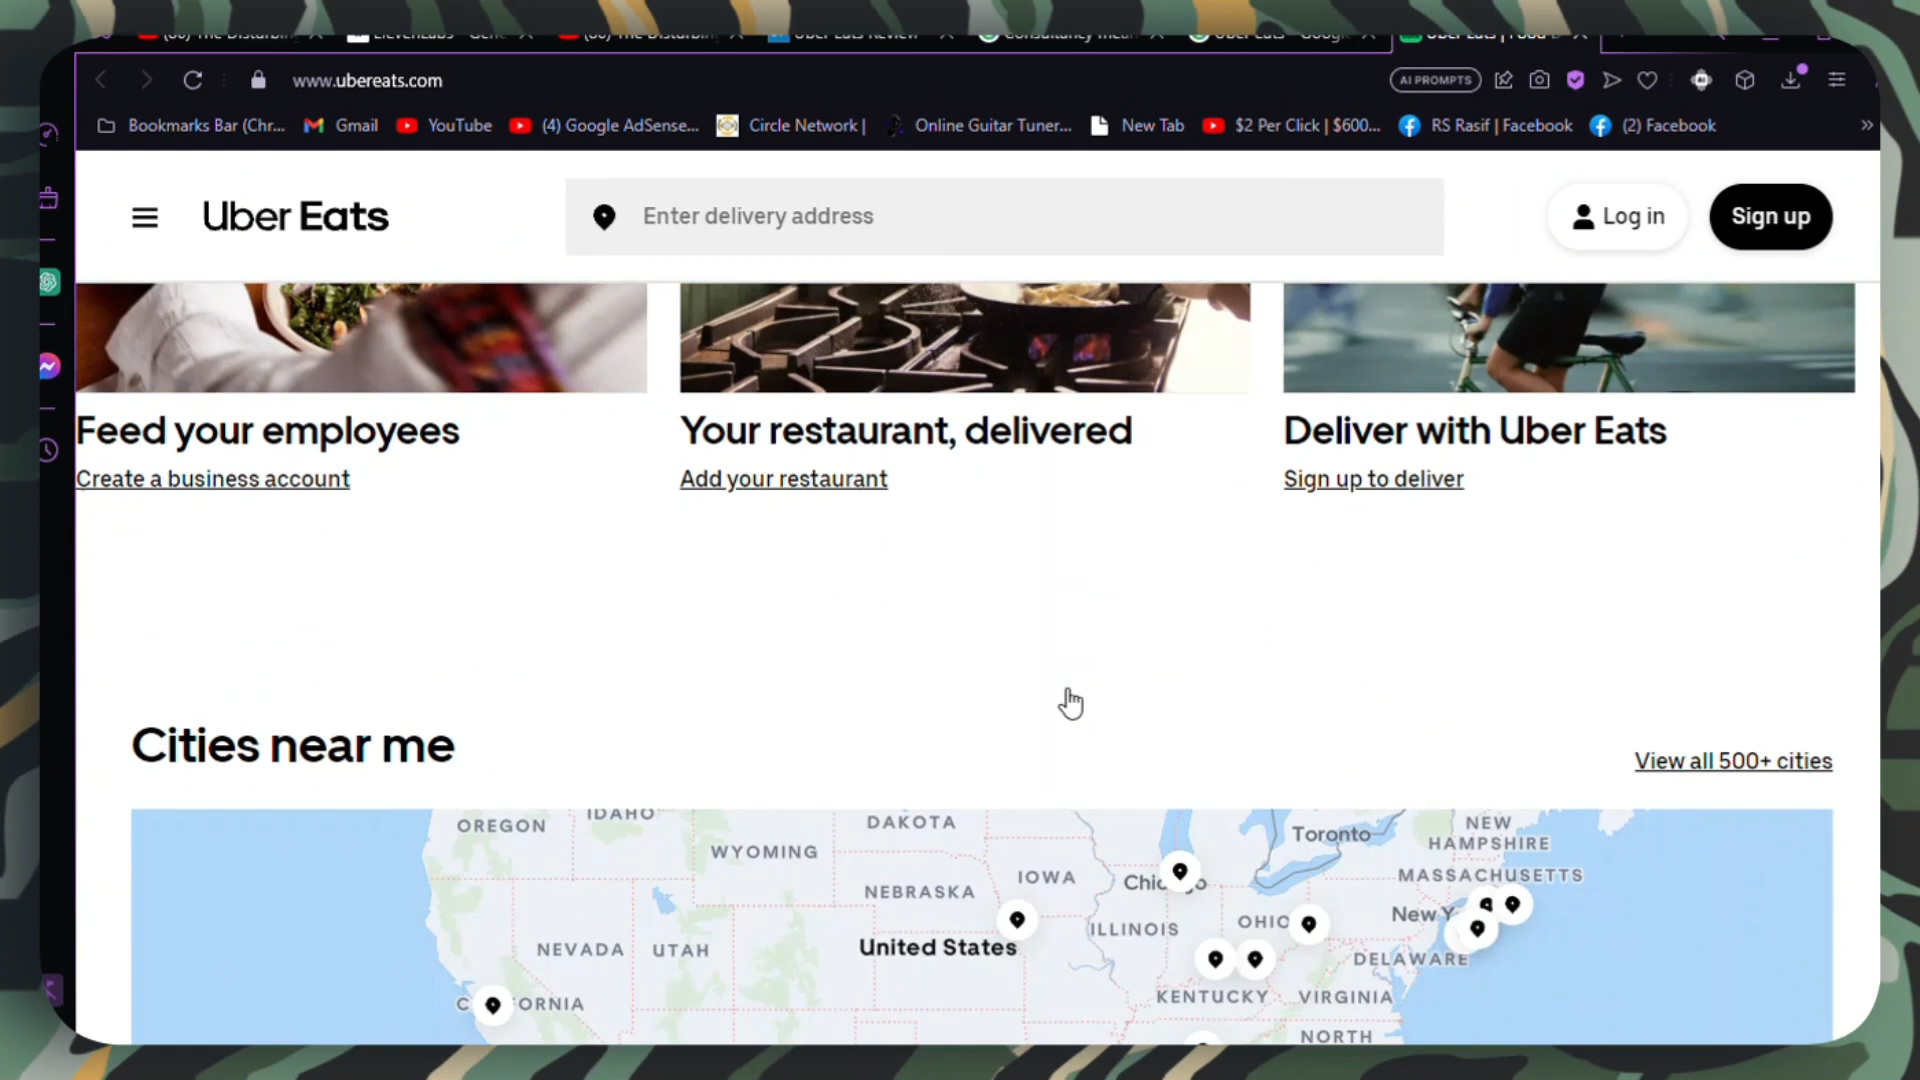 www.ubereats.com
AI PROMPTS
Bookmarks Bar (Chr... Gmail YouTube (4) Google AdSense... Circle Network | Online Guitar Tuner... New Tab $2 Per Click | $600... RS Rasif | Facebook (2) Facebook »
Uber Eats
Enter delivery address
Log in
Sign up
Feed your employees
Create a business account
Your restaurant, delivered
Add your restaurant
Deliver with Uber Eats
Sign up to deliver
Cities near me
View all 500+ cities
OREGON
IDAHO
WYOMING
DAKOTA
NEBRASKA
IOWA
Toronto
NEW
HAMPSHIRE
MASSACHUSETTS
ILLINOIS
OHIO
NEVADA
UTAH
United States
DELAWARE
KENTUCKY
VIRGINIA
NORTH